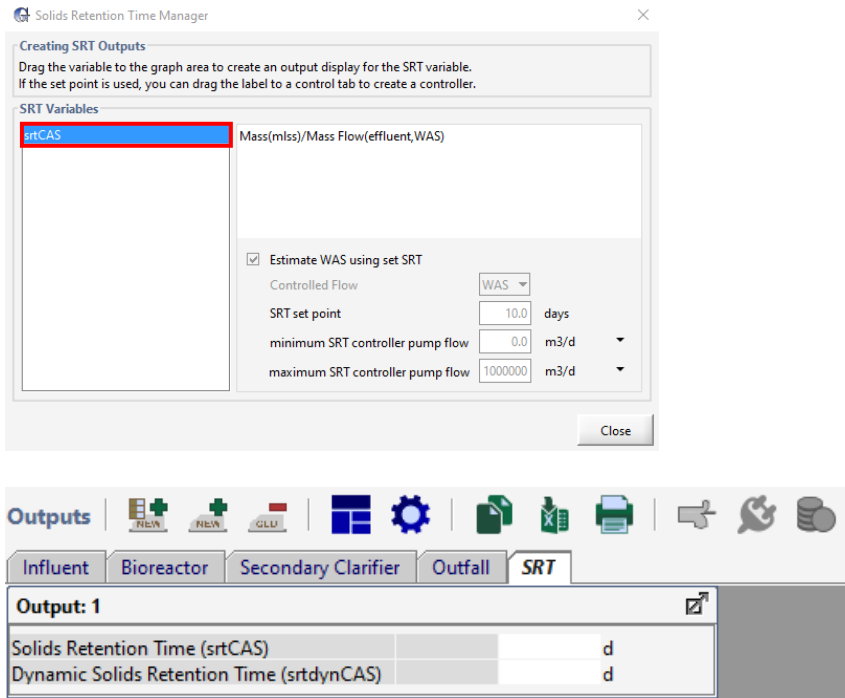 Solids Retention Time Manager
Creating SRT Outputs
Drag the variable to the graph area to create an output display for the SRT variable.
If the set point is used, you can drag the label to a control tab to create a controller.
SRT Variables
srtCAS
Mass(mlss)/Mass Flow(effluent,WAS)
Estimate WAS using set SRT
Controlled Flow WAS
SRT set point 10.0 days
minimum SRT controller pump flow 0.0 m3/d
maximum SRT controller pump flow 1000000 m3/d
Close
Outputs NEW NEW GLD
Influent Bioreactor Secondary Clarifier Outfall SRT
Output: 1
Solids Retention Time (srtCAS) d
Dynamic Solids Retention Time (srtdynCAS) d